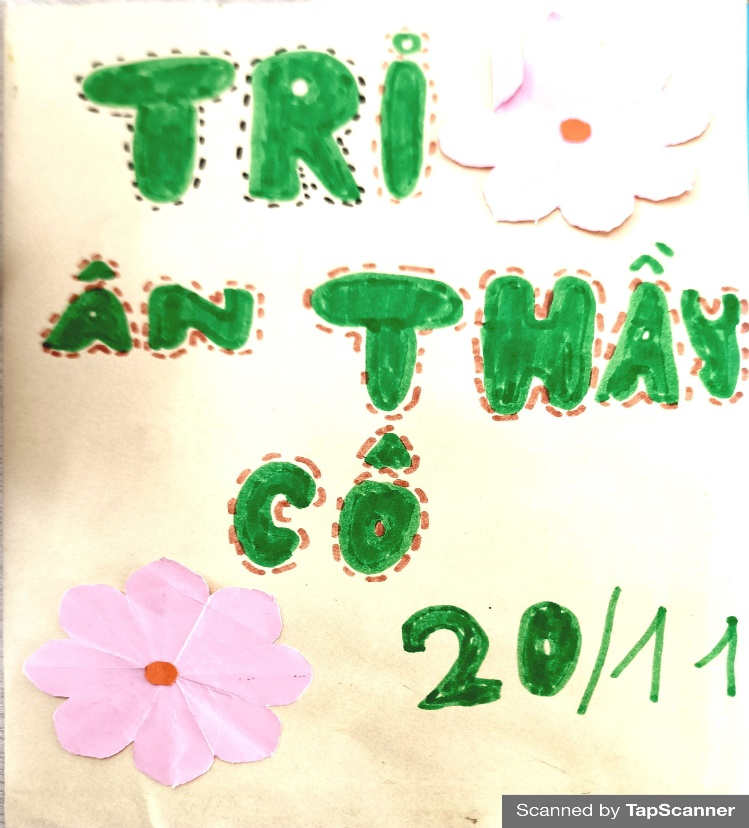 TRI
ÂN THẦY
CÔ
20/11
Scanned by TapScanner